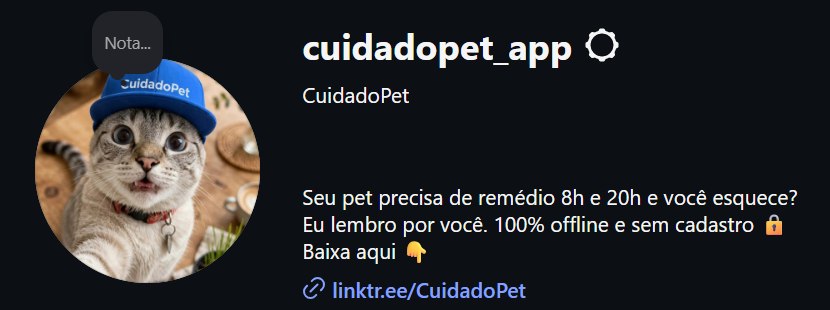 Nota...
cuidadopet_app
CuidadoPet
CuidadoPet
Seu pet precisa de remédio 8h e 20h e você esquece?
Eu lembro por você. 100% offline e sem cadastro 🔒
Baixa aqui 👇
linktr.ee/CuidadoPet